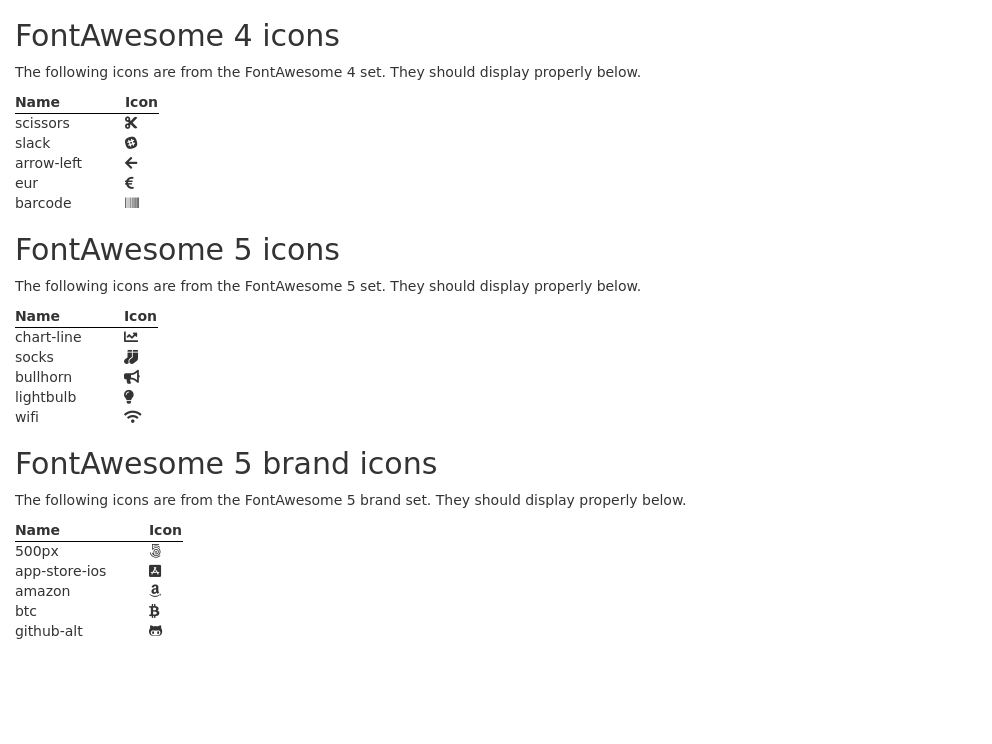 FontAwesome 4 icons
The following icons are from the FontAwesome 4 set. They should display properly below.
Name Icon
scissors
slack
arrow-left
eur €
barcode
FontAwesome 5 icons
The following icons are from the FontAwesome 5 set. They should display properly below.
Name Icon
chart-line
socks
bullhorn
lightbulb
wifi
FontAwesome 5 brand icons
The following icons are from the FontAwesome 5 brand set. They should display properly below.
Name Icon
500px
app-store-ios
amazon
btc
github-alt